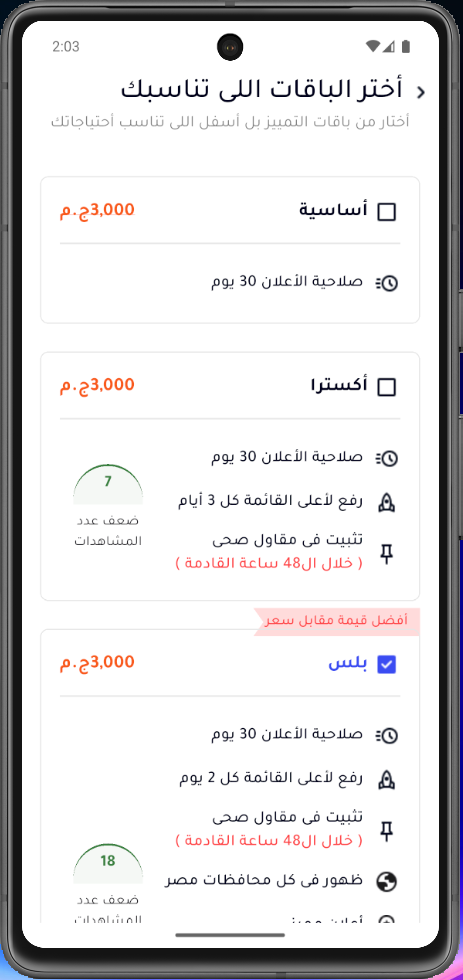 2:03
أختر الباقات اللى تناسبك
أختار من باقات التمييز بل أسفل اللى تناسب أحتياجاتك
أساسية
3,000ج.م
صلاحية الأعلان 30 يوم
أكسترا
3,000ج.م
صلاحية الأعلان 30 يوم
رفع لأعلى القائمة كل 3 أيام
تثبيت فى مقاول صحى
( خلال ال48 ساعة القادمة )
7
ضعف عدد
المشاهدات
أفضل قيمة مقابل سعر
بلس
3,000ج.م
صلاحية الأعلان 30 يوم
رفع لأعلى القائمة كل 2 يوم
تثبيت فى مقاول صحى
( خلال ال48 ساعة القادمة )
ظهور فى كل محافظات مصر
18
ضعف عدد
المشاهدات